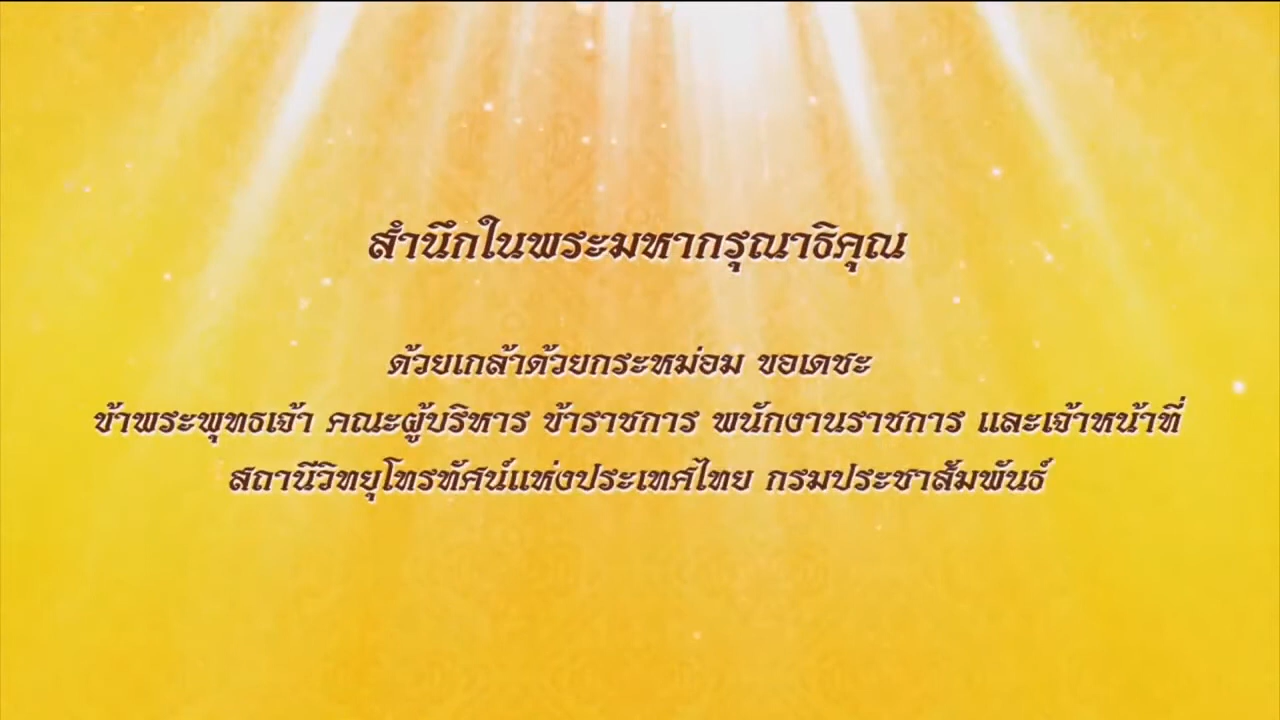 สำนึกในพระมหากรุณาธิคุณ
ด้วยเกล้าด้วยกระหม่อม ขอเดชะ
ข้าพระพุทธเจ้า คณะผู้บริหาร ข้าราชการ พนักงานราชการ และเจ้าหน้าที่
สถานีวิทยุโทรทัศน์แห่งประเทศไทย กรมประชาสัมพันธ์